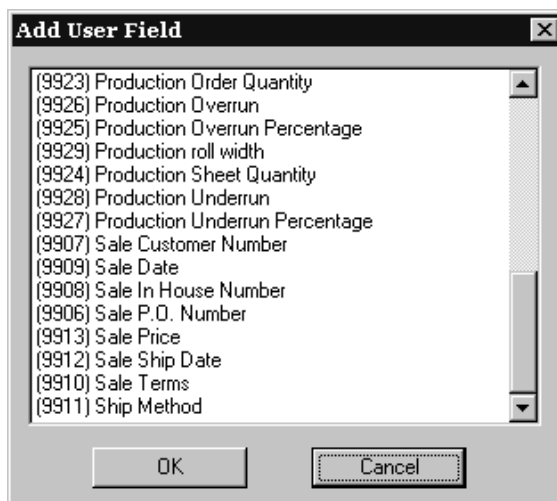 Add User Field
(9923) Production Order Quantity
(9926) Production Overrun
(9925) Production Overrun Percentage
(9929) Production roll width
(9924) Production Sheet Quantity
(9928) Production Underrun
(9927) Production Underrun Percentage
(9907) Sale Customer Number
(9909) Sale Date
(9908) Sale In House Number
(9906) Sale P.O. Number
(9913) Sale Price
(9912) Sale Ship Date
(9910) Sale Terms
(9911) Ship Method
OK Cancel